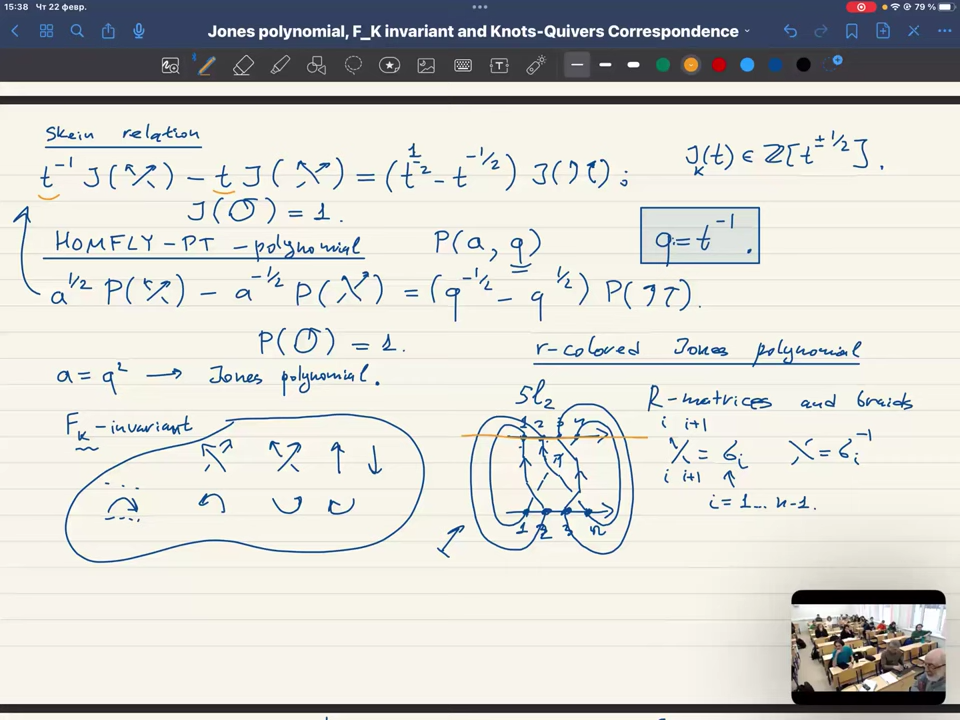 15:38 Чт 22 февр.
79 %
Jones polynomial, F_K invariant and Knots-Quivers Correspondence
Skein relation
t⁻¹ J( ) − t J( ) = (t^{1/2} − t^{-1/2}) J( );
J_K(t) ∈ ℤ[t^{±1/2}].
J( ) = 1.
HOMFLY-PT - polynomial
P(a, q)
q = t⁻¹.
a^{1/2} P( ) − a^{-1/2} P( ) = (q^{-1/2} − q^{1/2}) P( ).
P( ) = 1.
r-colored Jones polynomial
a = q² → Jones polynomial.
sl₂
R-matrices and braids
F_K-invariant
i i+1
= σ_i
= σ_i⁻¹
i i+1
i = 1... n-1.
1 2 3 n
1 2 3 n